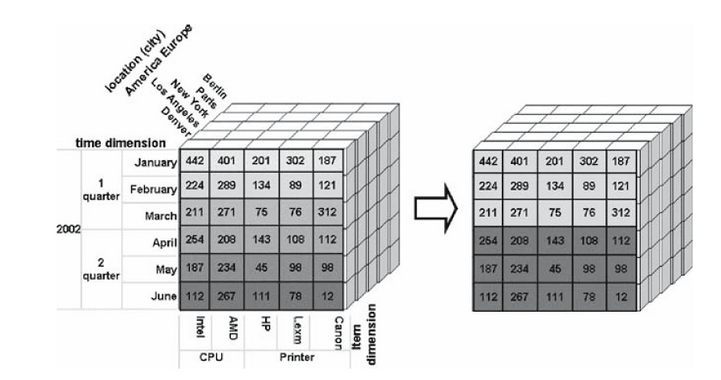 location (city)
America Europe
Berlin
Paris
New York
Los Angeles
Denver
time dimension
2002
1
quarter
2
quarter
January 442 401 201 302 187
February 224 289 134 89 121
March 211 271 75 76 312
April 254 208 143 108 112
May 187 234 45 98 98
June 112 267 111 78 12
Intel AMD HP Lexm Canon
CPU Printer
Item
dimension
442 401 201 302 187
224 289 134 89 121
211 271 75 76 312
254 208 143 108 112
187 234 45 98 98
112 267 111 78 12